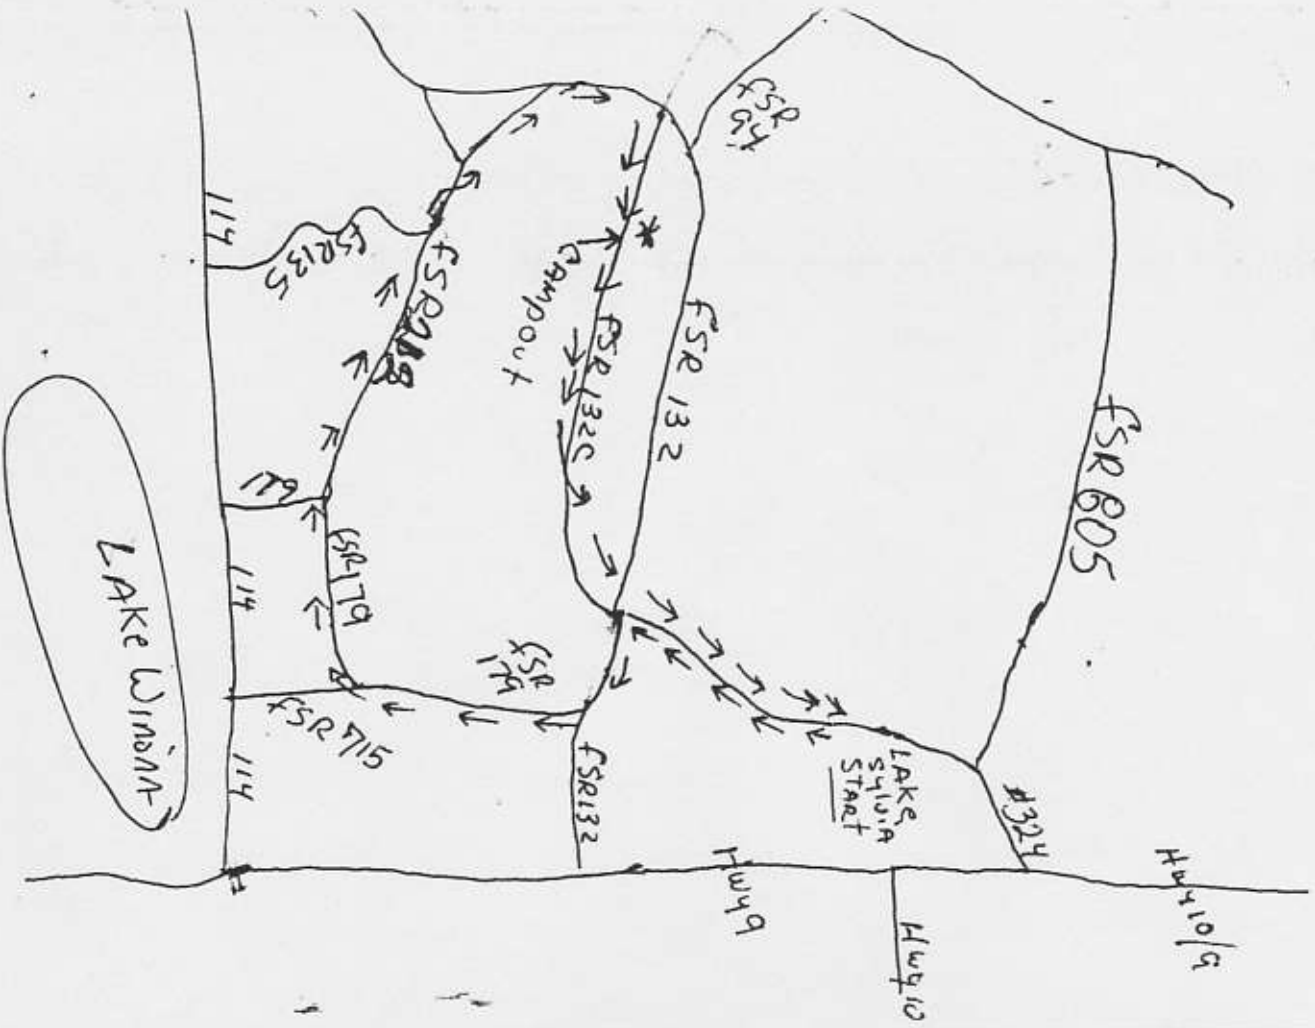 FSR
94
114
FSR135
FSR
CAMPOUT
FSR 132C
FSR 132
FSR 805
LAKE WINONA
179
114
FSR179
FSR
179
FSR 715
114
FSR132
LAKE
SYLVIA
START
#324
HWY9
HWY10
HWY10/9